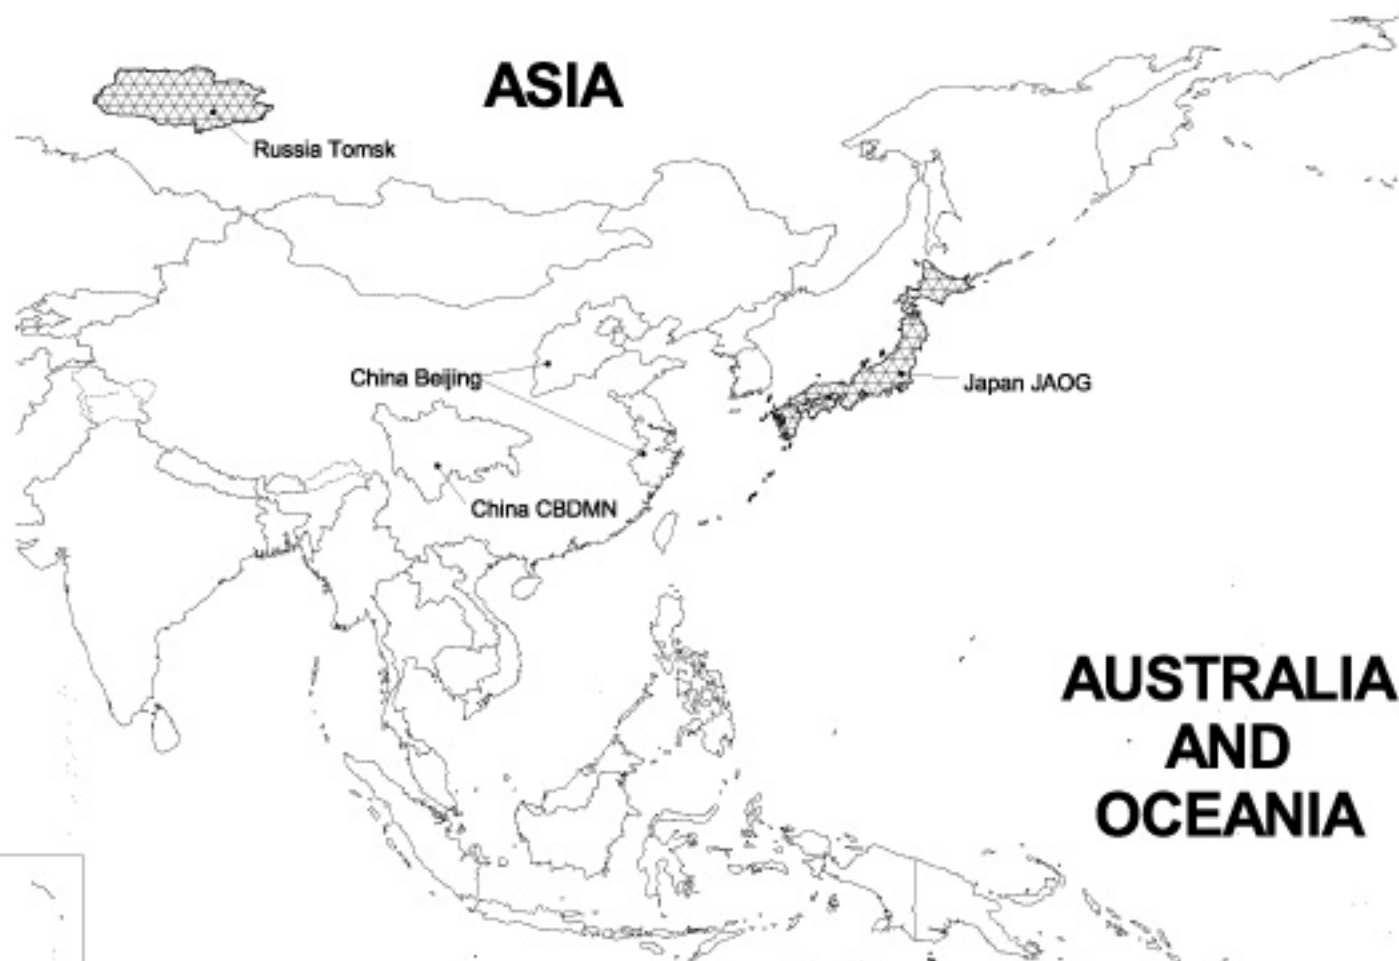 ASIA
Russia Tomsk
China Beijing
Japan JAOG
China CBDMN
AUSTRALIA
AND
OCEANIA